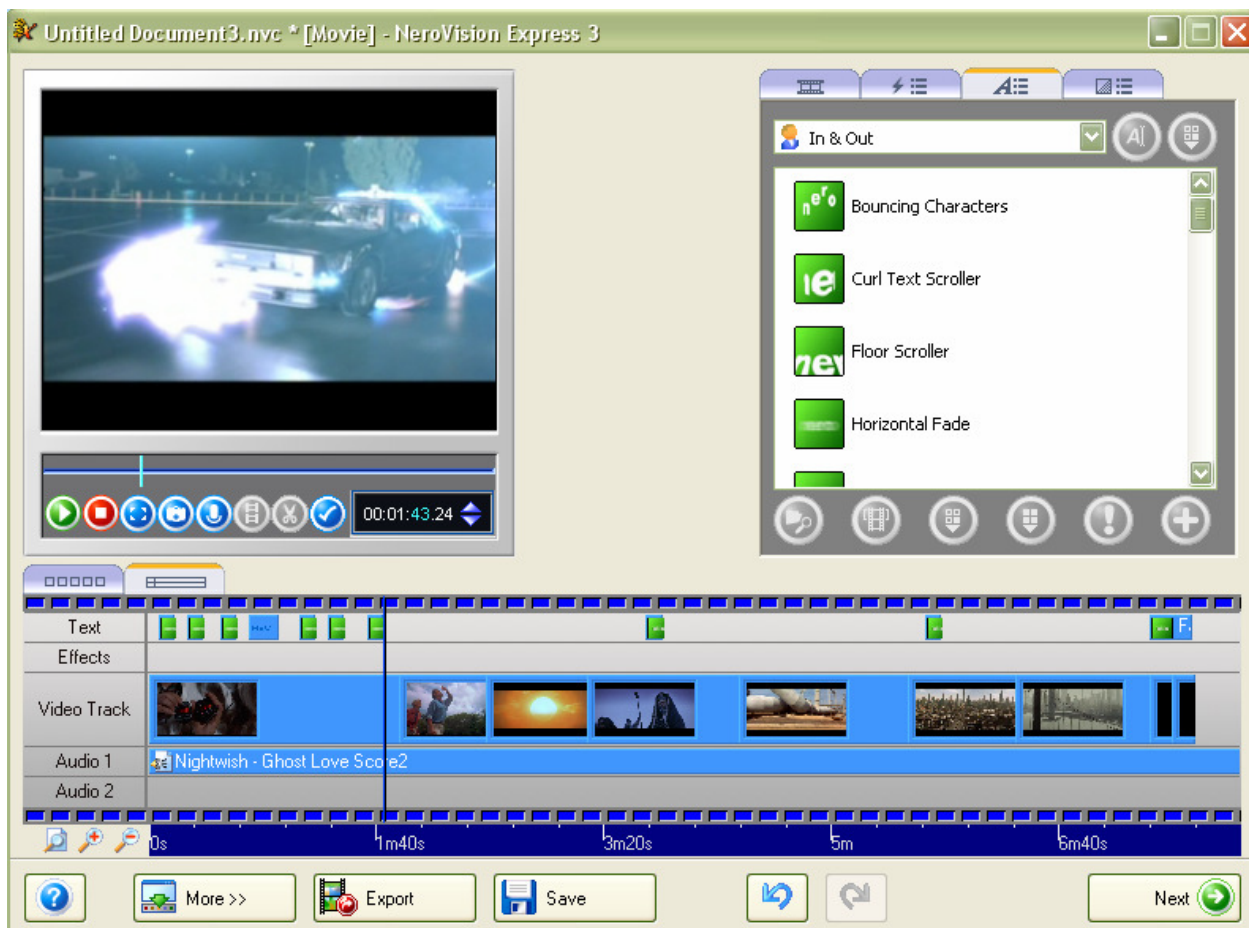 Untitled Document3.nvc * [Movie] - NeroVision Express 3
In & Out
nero
Bouncing Characters
Curl Text Scroller
Floor Scroller
Horizontal Fade
00:01:43.24
Text
Effects
Video Track
Audio 1
Nightwish - Ghost Love Score2
Audio 2
0s
1m40s
3m20s
5m
6m40s
More >>
Export
Save
Next